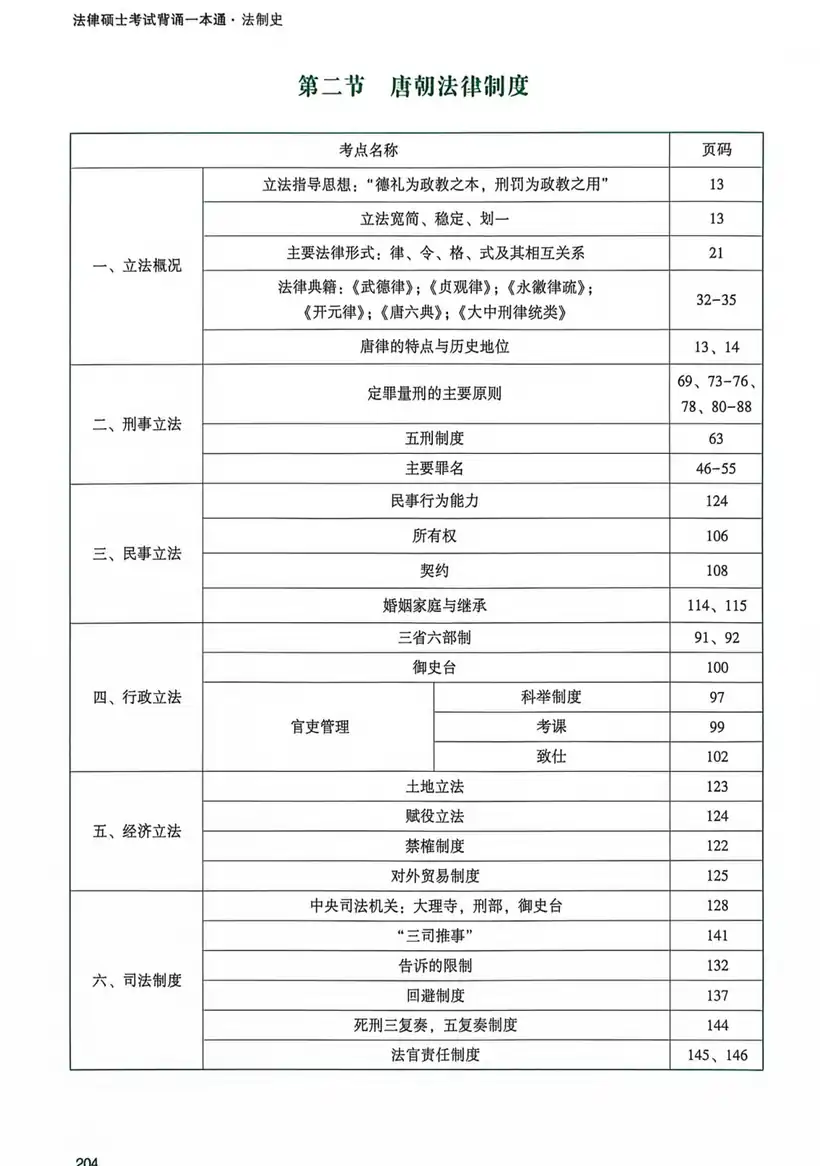 法律硕士考试背诵一本通·法制史
第二节 唐朝法律制度
考点名称 页码
一、立法概况
立法指导思想：“德礼为政教之本，刑罚为政教之用” 13
立法宽简、稳定、划一 13
主要法律形式：律、令、格、式及其相互关系 21
法律典籍：《武德律》；《贞观律》；《永徽律疏》；
《开元律》；《唐六典》；《大中刑律统类》 32-35
唐律的特点与历史地位 13、14
二、刑事立法
定罪量刑的主要原则 69、73-76、
78、80-88
五刑制度 63
主要罪名 46-55
三、民事立法
民事行为能力 124
所有权 106
契约 108
婚姻家庭与继承 114、115
四、行政立法
三省六部制 91、92
御史台 100
官吏管理
科举制度 97
考课 99
致仕 102
五、经济立法
土地立法 123
赋役立法 124
禁榷制度 122
对外贸易制度 125
六、司法制度
中央司法机关：大理寺，刑部，御史台 128
“三司推事” 141
告诉的限制 132
回避制度 137
死刑三复奏，五复奏制度 144
法官责任制度 145、146
204